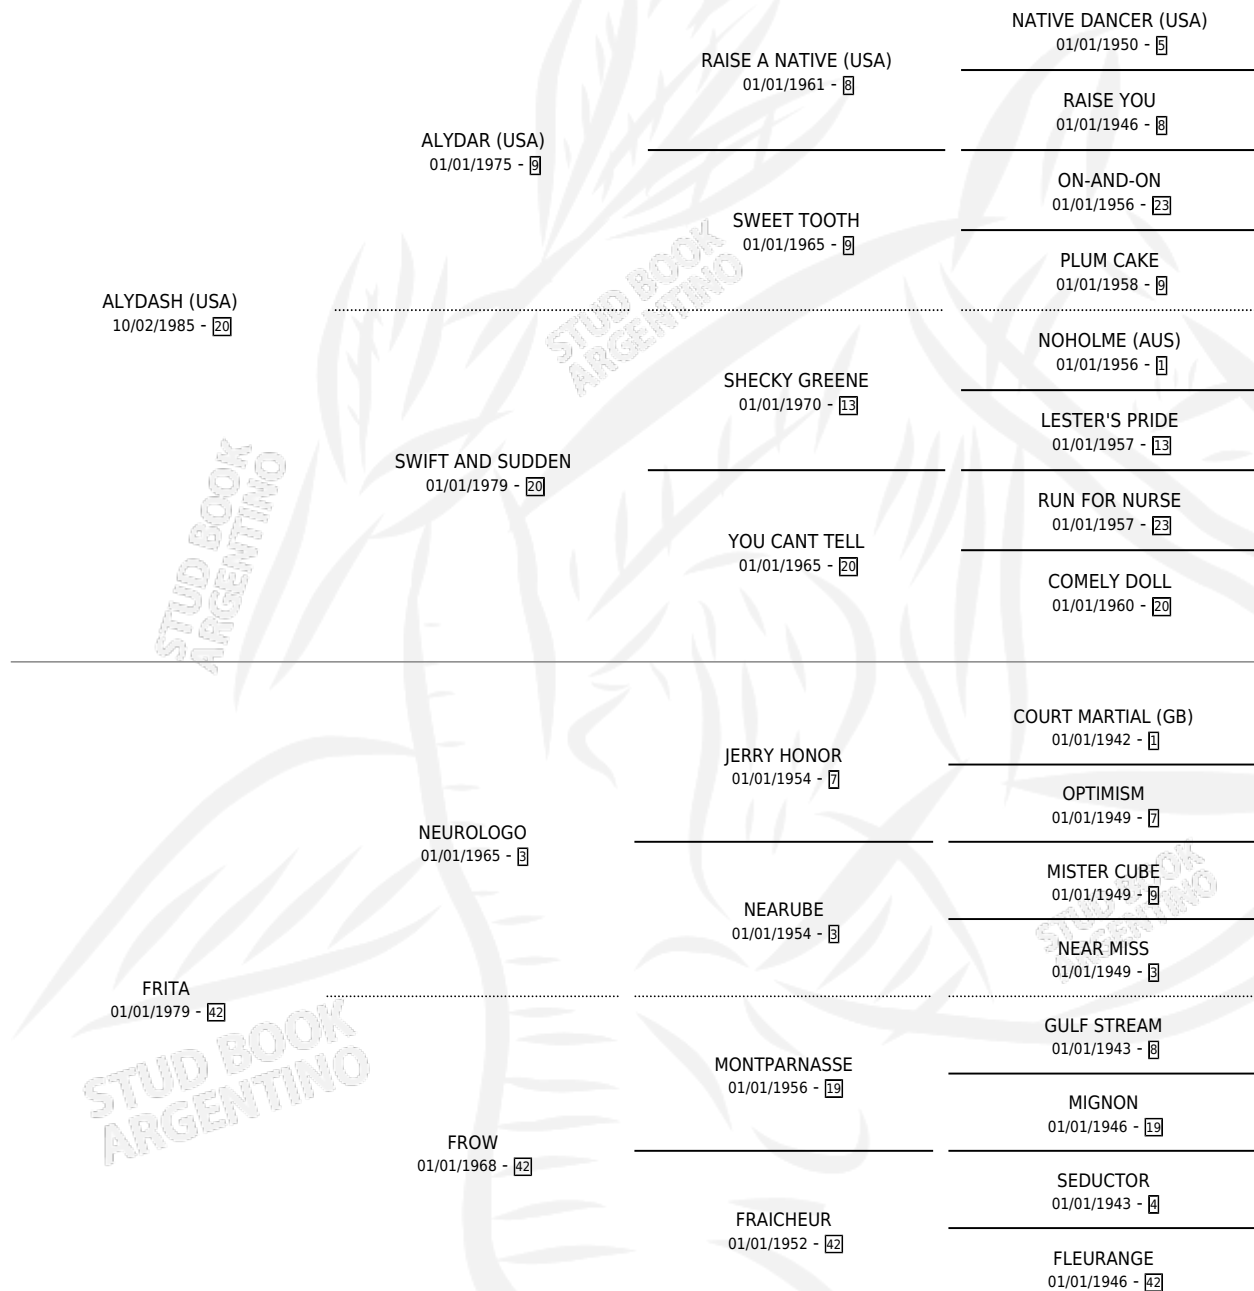 NATIVE DANCER (USA)
01/01/1950 - 5
RAISE A NATIVE (USA)
01/01/1961 - 8
RAISE YOU
01/01/1946 - 8
ALYDAR (USA)
01/01/1975 - 9
ON-AND-ON
01/01/1956 - 23
SWEET TOOTH
01/01/1965 - 9
PLUM CAKE
01/01/1958 - 9
ALYDASH (USA)
10/02/1985 - 20
NOHOLME (AUS)
01/01/1956 - 1
SHECKY GREENE
01/01/1970 - 13
LESTER'S PRIDE
01/01/1957 - 13
SWIFT AND SUDDEN
01/01/1979 - 20
RUN FOR NURSE
01/01/1957 - 23
YOU CANT TELL
01/01/1965 - 20
COMELY DOLL
01/01/1960 - 20
COURT MARTIAL (GB)
01/01/1942 - 1
JERRY HONOR
01/01/1954 - 7
OPTIMISM
01/01/1949 - 7
NEUROLOGO
01/01/1965 - 3
MISTER CUBE
01/01/1949 - 9
NEARUBE
01/01/1954 - 3
NEAR MISS
01/01/1949 - 3
FRITA
01/01/1979 - 42
GULF STREAM
01/01/1943 - 8
MONTPARNASSE
01/01/1956 - 19
MIGNON
01/01/1946 - 19
FROW
01/01/1968 - 42
SEDUCTOR
01/01/1943 - 4
FRAICHEUR
01/01/1952 - 42
FLEURANGE
01/01/1946 - 42
STUD BOOK
ARGENTINO
STUD BOOK
ARGENTINO
STUD BOOK
ARGENTINO
STUD BOOK
ARGENTINO